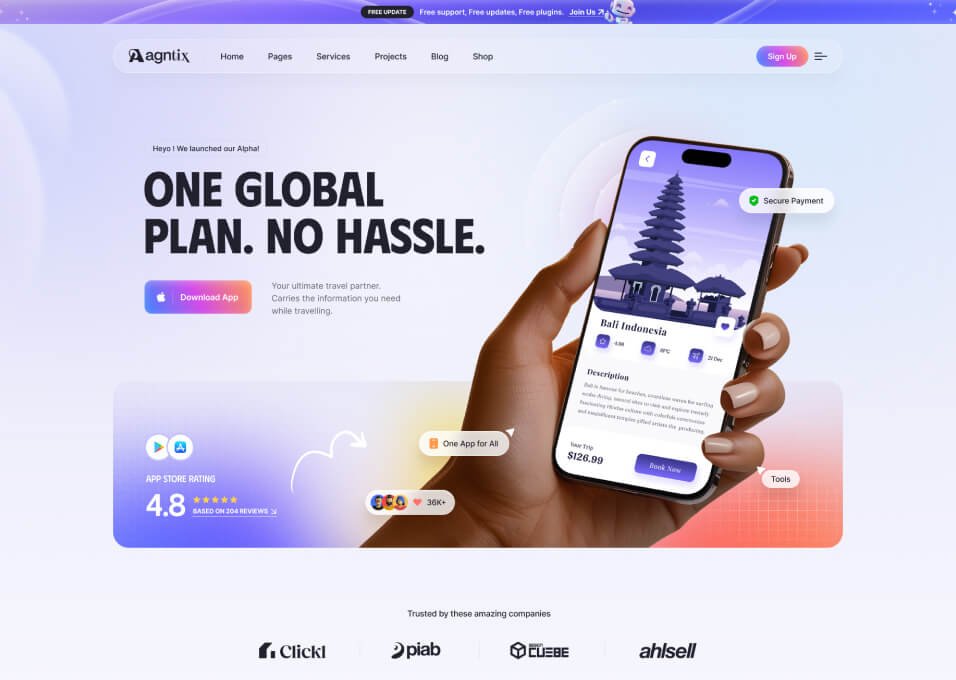 FREE UPDATE Free support, Free updates, Free plugins. Join Us
agntix Home Pages Services Projects Blog Shop Sign Up
Heyo ! We launched our Alpha!
ONE GLOBAL
PLAN. NO HASSLE.
Download App
Your ultimate travel partner.
Carries the information you need
while travelling.
Secure Payment
Bali Indonesia
4.98
21 Dec
Description
Your Trip
$126.99
Book Now
One App for All
Tools
36K+
APP STORE RATING
4.8
BASED ON 204 REVIEWS
Trusted by these amazing companies
Clickl
piab
CUEBE
ahlsell